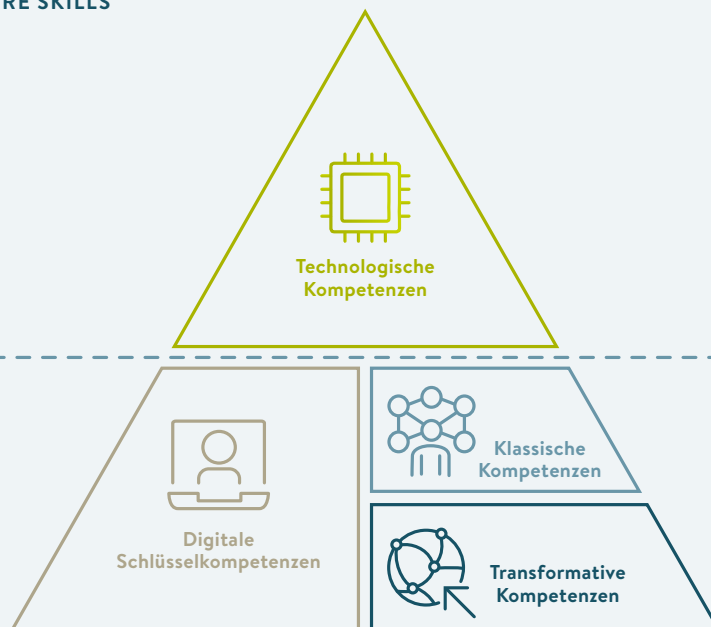 RE SKILLS
Technologische
Kompetenzen
Klassische
Kompetenzen
Digitale
Schlüsselkompetenzen
Transformative
Kompetenzen